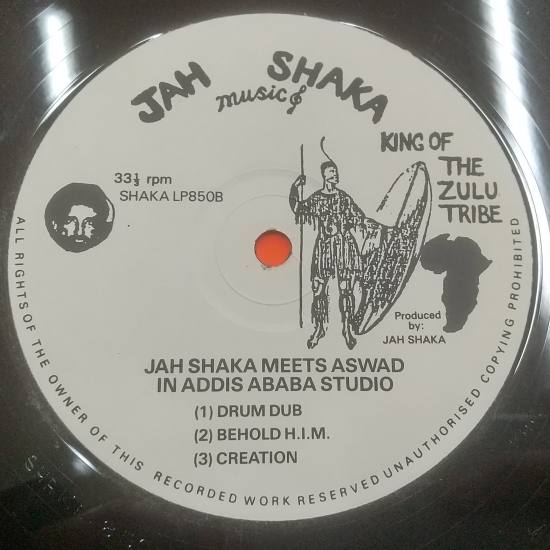 JAH SHAKA
music
KING OF
THE
ZULU
TRIBE
33⅓ rpm
SHAKA LP850B
Produced
by:
JAH SHAKA
JAH SHAKA MEETS ASWAD
IN ADDIS ABABA STUDIO
(1) DRUM DUB
(2) BEHOLD H.I.M.
(3) CREATION
ALL RIGHTS OF THE OWNER OF THIS RECORDED WORK RESERVED UNAUTHORISED COPYING PROHIBITED